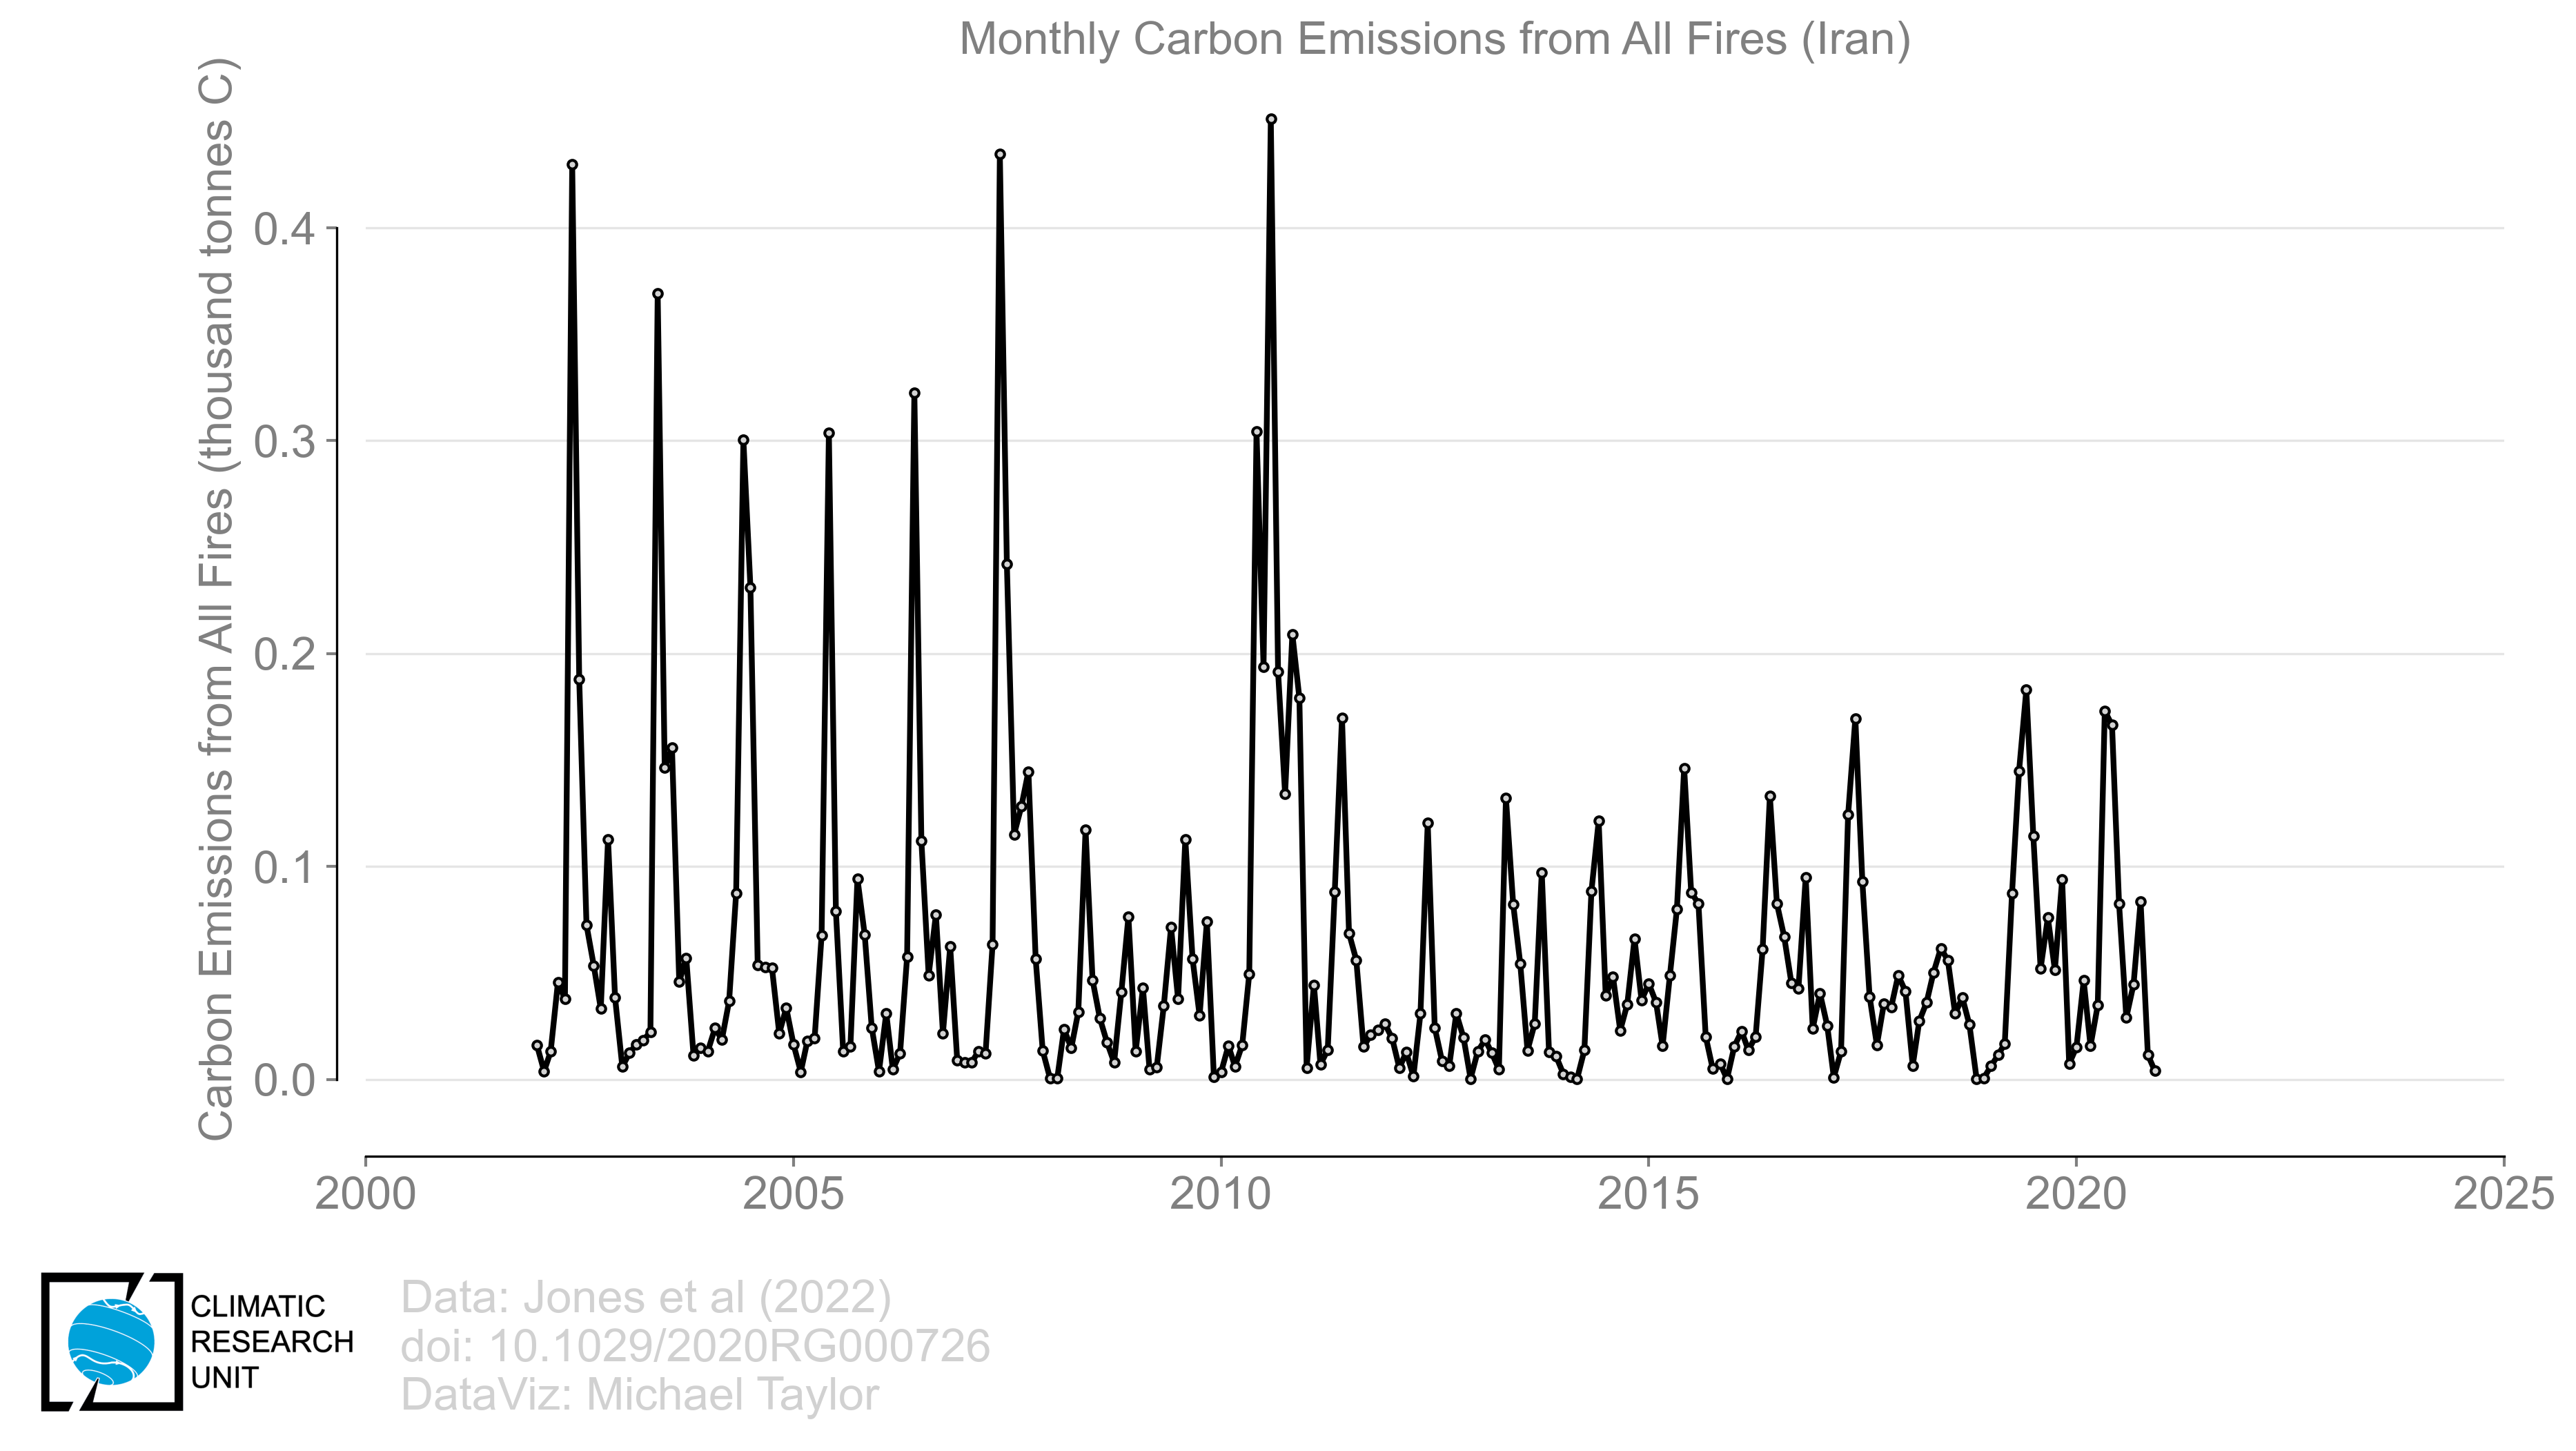 Monthly Carbon Emissions from All Fires (Iran)
Carbon Emissions from All Fires (thousand tonnes C)
0.4
0.3
0.2
0.1
0.0
2000 2005 2010 2015 2020 2025
CLIMATIC
RESEARCH
UNIT
Data: Jones et al (2022)
doi: 10.1029/2020RG000726
DataViz: Michael Taylor